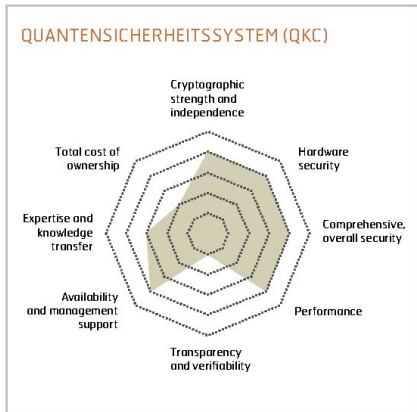 QUANTENSICHERHEITSSYSTEM (QKC)
Cryptographic
strength and
independence
Total cost of
ownership
Hardware
security
Expertise and
knowledge
transfer
Comprehensive,
overall security
Availability
and management
support
Performance
Transparency
and verifiability